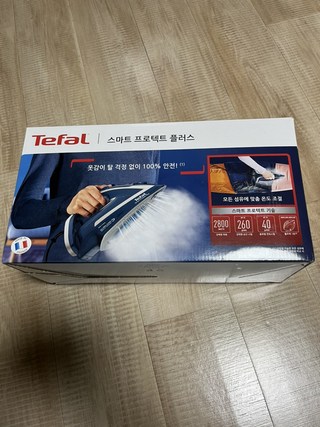 Tefal
스마트 프로텍트 플러스
옷감이 탈 걱정 없이 100% 안전!
모든 섬유에 맞춤 온도 조절
스마트 프로텍트 기술
2800
260
40